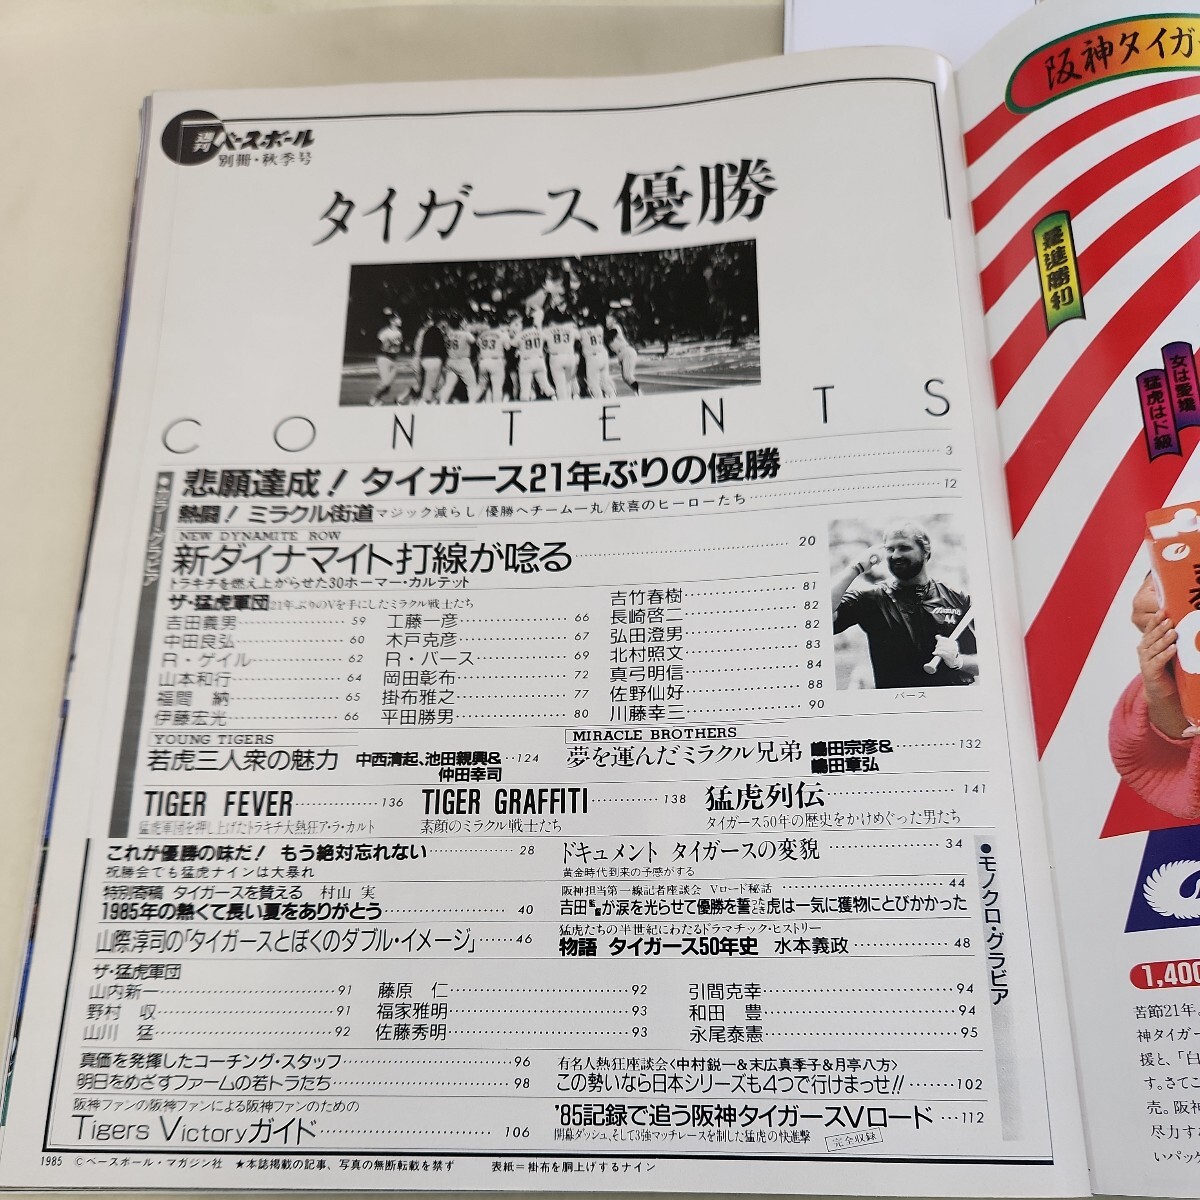 週刊ベースボール
別冊・秋季号
タイガース優勝
CONTENTS
●カラー・グラビア
悲願達成！タイガース21年ぶりの優勝 3
熱闘！ミラクル街道 マジック減らし/優勝へチーム一丸/歓喜のヒーローたち 12
NEW DYNAMITE ROW
新ダイナマイト打線が唸る 20
トラキチを燃え上がらせた30ホーマー・カルテット
ザ・猛虎軍団 21年ぶりのVを手にしたミラクル戦士たち
吉田義男 59
中田良弘 60
R・ゲイル 62
山本和行 64
福間 納 65
伊藤宏光 66
工藤一彦 66
木戸克彦 67
R・バース 69
岡田彰布 72
掛布雅之 77
平田勝男 80
吉竹春樹 81
長崎啓二 82
弘田澄男 82
北村照文 83
真弓明信 84
佐野仙好 88
川藤幸三 90
バース
YOUNG TIGERS
若虎三人衆の魅力 中西清起、池田親興&仲田幸司 124
MIRACLE BROTHERS
夢を運んだミラクル兄弟 嶋田宗彦&嶋田章弘 132
TIGER FEVER 136
猛虎軍団を押し上げたトラキチ大熱狂ア・ラ・カルト
TIGER GRAFFITI 138
素顔のミラクル戦士たち
猛虎列伝 141
タイガース50年の歴史をかけめぐった男たち
●モノクロ・グラビア
これが優勝の味だ！もう絶対忘れない 28
祝勝会でも猛虎ナインは大暴れ
ドキュメント タイガースの変貌 34
黄金時代到来の予感がする
特別寄稿 タイガースを讃える 村山 実
1985年の熱くて長い夏をありがとう 40
阪神担当第一線記者座談会 Vロード秘話 44
吉田監督が涙を光らせて優勝を誓ったとき虎は一気に獲物にとびかかった
山際淳司の「タイガースとぼくのダブル・イメージ」 46
猛虎たちの半世紀にわたるドラマチック・ヒストリー
物語 タイガース50年史 水本義政 48
ザ・猛虎軍団
山内新一 91
野村 収 91
山川 猛 92
藤原 仁 92
福家雅明 93
佐藤秀明 93
引間克幸 94
和田 豊 94
永尾泰憲 95
真価を発揮したコーチング・スタッフ 96
明日をめざすファームの若トラたち 98
有名人熱狂座談会〈中村鋭一&末広真季子&月亭八方〉
この勢いなら日本シリーズも4つで行けまっせ!! 102
阪神ファンの阪神ファンによる阪神ファンのための
Tigers Victoryガイド 106
'85記録で追う阪神タイガースVロード 112
開幕ダッシュ、そして3強マッチレースを制した猛虎の快進撃
完全収録
1985 ©ベースボール・マガジン社 ★本誌掲載の記事、写真の無断転載を禁ず 表紙＝掛布を胴上げするナイン
阪神タイガー
驀進勝利
女は愛嬌
猛虎はド級
1,400
苦節21年
神タイガー
援と、「白
す。さてこ
売。阪神
尽力する
いパッケ